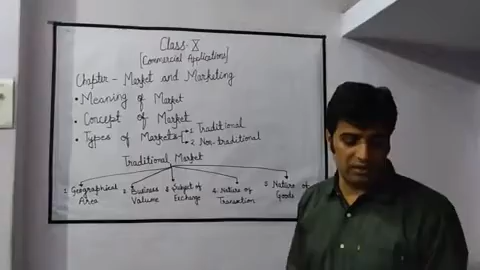 Class-X
[Commercial Applications]
Chapter - Market and Marketing
• Meaning of Market
• Concept of Market
• Types of Markets 1 Traditional
2 Non-traditional
Traditional Market
1 Geographical Area
2 Business Volume
3 Subject of Exchange
4 Nature of Transaction
5 Nature of Goods